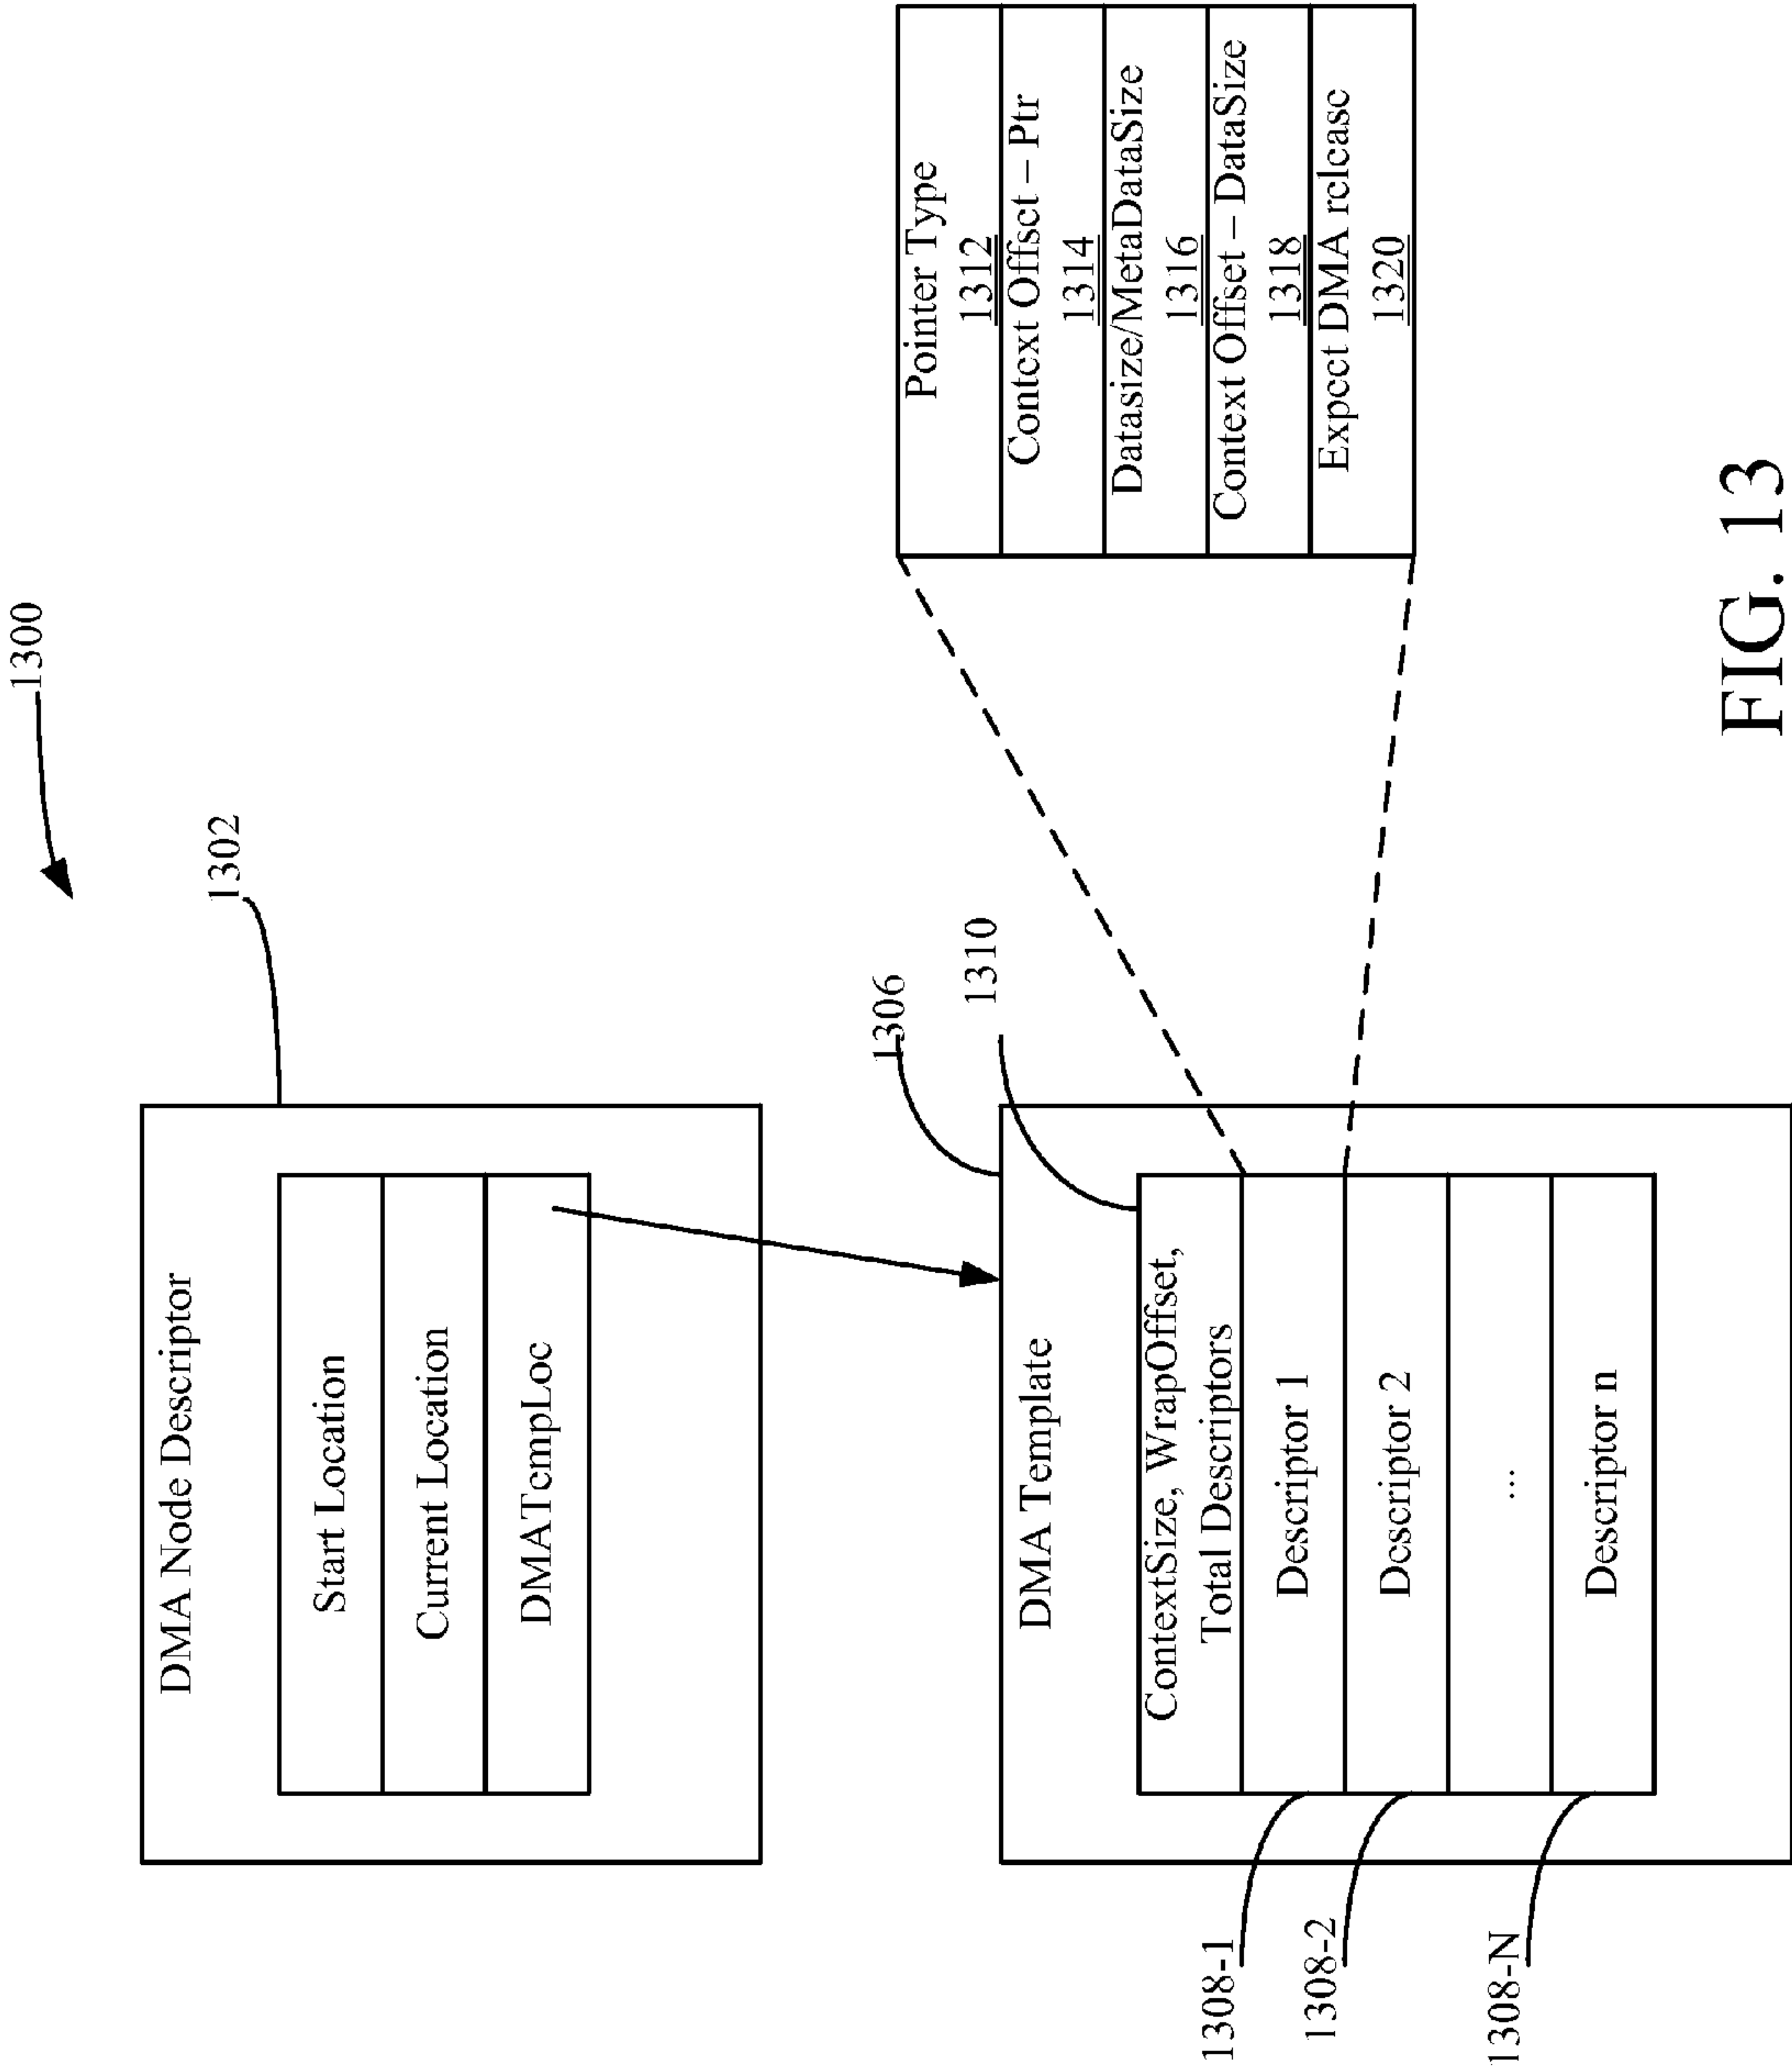 1300
1302
DMA Node Descriptor
Start Location
Current Location
DMATempLoc
1306
1310
DMA Template
ContextSize, WrapOffset,
Total Descriptors
Descriptor 1
Descriptor 2
...
Descriptor n
1308-1
1308-2
1308-N
Pointer Type
1312
Context Offset – Ptr
1314
Datasize/MetaDataSize
1316
Context Offset – DataSize
1318
Expect DMA release
1320
FIG. 13